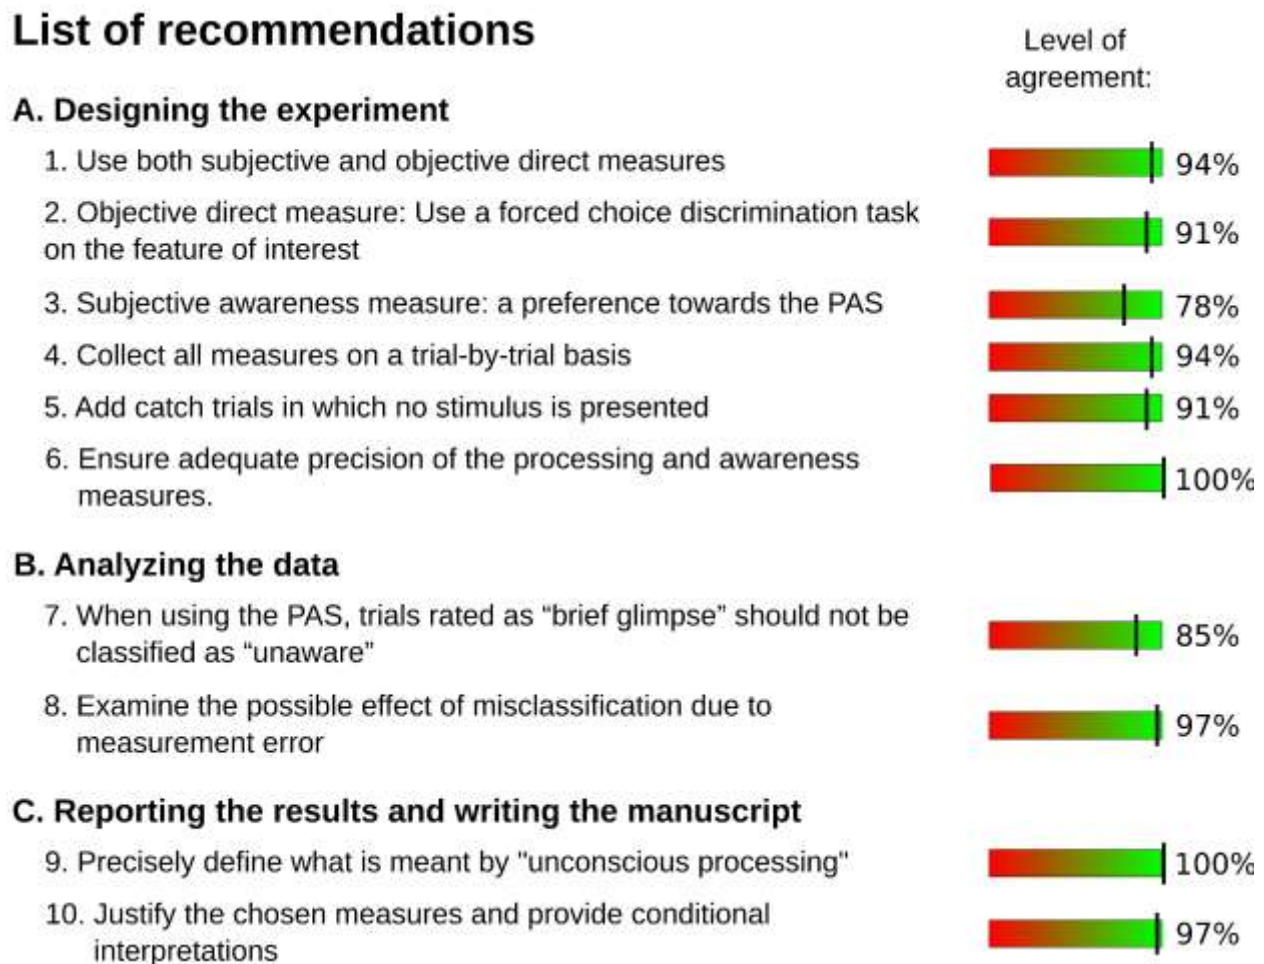 List of recommendations
Level of
agreement:
A. Designing the experiment
1. Use both subjective and objective direct measures
94%
2. Objective direct measure: Use a forced choice discrimination task
on the feature of interest
91%
3. Subjective awareness measure: a preference towards the PAS
78%
4. Collect all measures on a trial-by-trial basis
94%
5. Add catch trials in which no stimulus is presented
91%
6. Ensure adequate precision of the processing and awareness
measures.
100%
B. Analyzing the data
7. When using the PAS, trials rated as “brief glimpse” should not be
classified as “unaware”
85%
8. Examine the possible effect of misclassification due to
measurement error
97%
C. Reporting the results and writing the manuscript
9. Precisely define what is meant by "unconscious processing"
100%
10. Justify the chosen measures and provide conditional
interpretations
97%